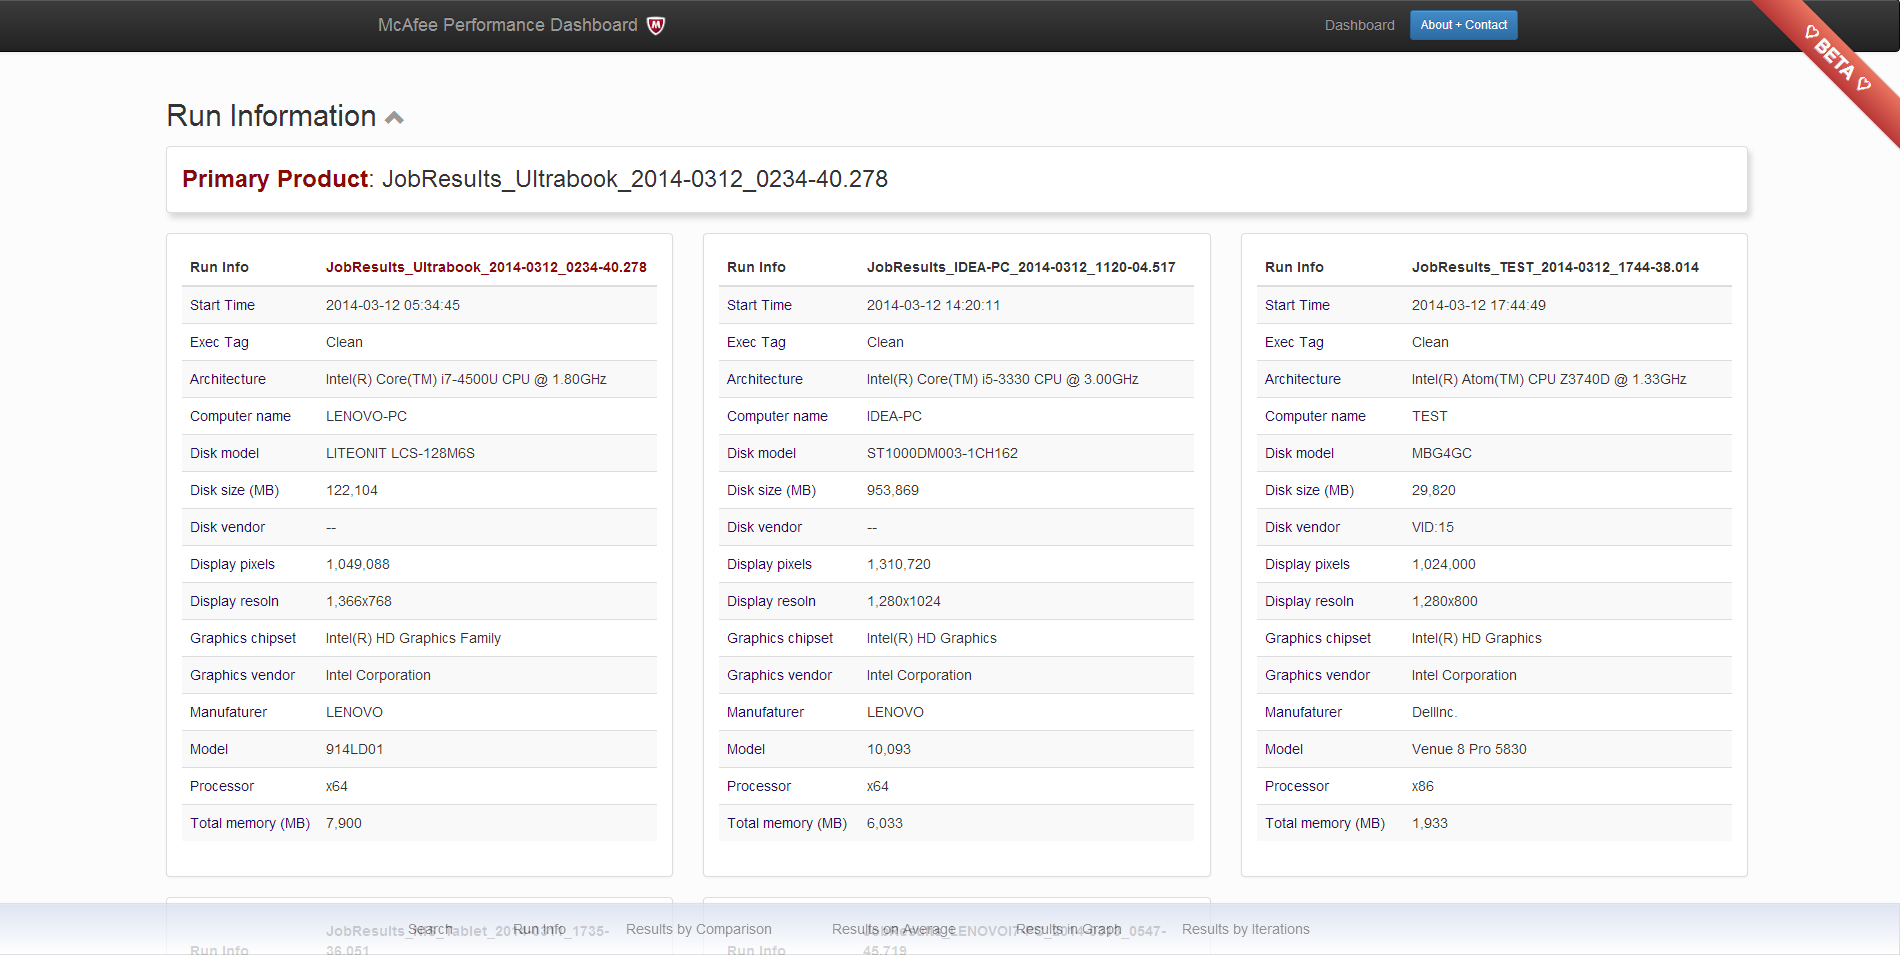 McAfee Performance Dashboard
Dashboard
About + Contact
♡ BETA ♡
Run Information
Primary Product: JobResults_Ultrabook_2014-0312_0234-40.278
Run Info JobResults_Ultrabook_2014-0312_0234-40.278
Start Time 2014-03-12 05:34:45
Exec Tag Clean
Architecture Intel(R) Core(TM) i7-4500U CPU @ 1.80GHz
Computer name LENOVO-PC
Disk model LITEONIT LCS-128M6S
Disk size (MB) 122,104
Disk vendor --
Display pixels 1,049,088
Display resoln 1,366x768
Graphics chipset Intel(R) HD Graphics Family
Graphics vendor Intel Corporation
Manufaturer LENOVO
Model 914LD01
Processor x64
Total memory (MB) 7,900
Run Info JobResults_IDEA-PC_2014-0312_1120-04.517
Start Time 2014-03-12 14:20:11
Exec Tag Clean
Architecture Intel(R) Core(TM) i5-3330 CPU @ 3.00GHz
Computer name IDEA-PC
Disk model ST1000DM003-1CH162
Disk size (MB) 953,869
Disk vendor --
Display pixels 1,310,720
Display resoln 1,280x1024
Graphics chipset Intel(R) HD Graphics
Graphics vendor Intel Corporation
Manufaturer LENOVO
Model 10,093
Processor x64
Total memory (MB) 6,033
Run Info JobResults_TEST_2014-0312_1744-38.014
Start Time 2014-03-12 17:44:49
Exec Tag Clean
Architecture Intel(R) Atom(TM) CPU Z3740D @ 1.33GHz
Computer name TEST
Disk model MBG4GC
Disk size (MB) 29,820
Disk vendor VID:15
Display pixels 1,024,000
Display resoln 1,280x800
Graphics chipset Intel(R) HD Graphics
Graphics vendor Intel Corporation
Manufaturer DellInc.
Model Venue 8 Pro 5830
Processor x86
Total memory (MB) 1,933
Search
Run Info
Results by Comparison
Results on Average
Results in Graph
Results by Iterations
Run Info
36.051
Run Info
45.719